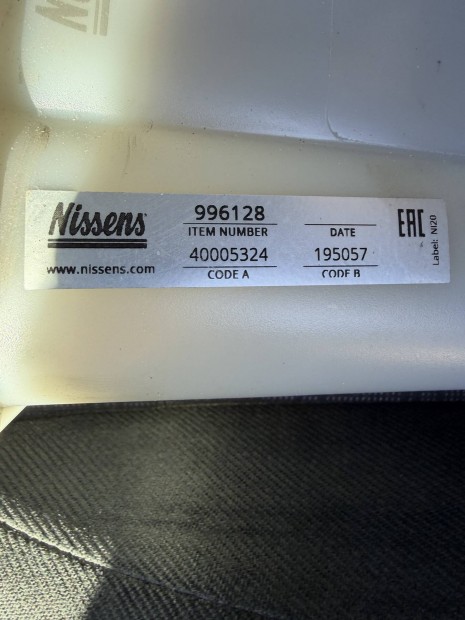 Nissens
www.nissens.com
996128
ITEM NUMBER
DATE
40005324
195057
CODE A
CODE B
EAC
Label: NI20